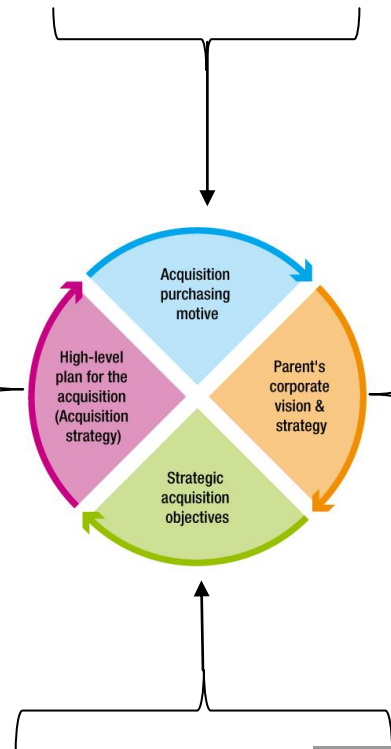 Acquisition
purchasing
motive
Parent's
corporate
vision &
strategy
Strategic
acquisition
objectives
High-level
plan for the
acquisition
(Acquisition
strategy)